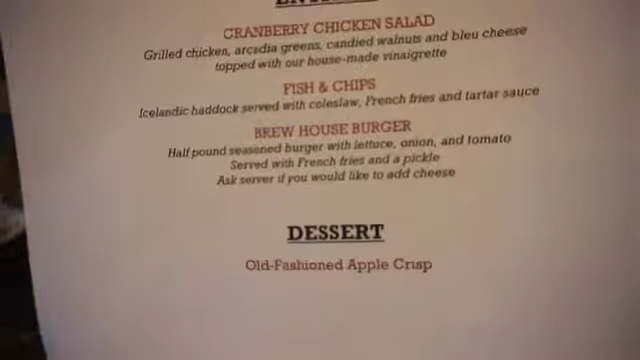 CRANBERRY CHICKEN SALAD
Grilled chicken, arcadia greens, candied walnuts and bleu cheese
topped with our house-made vinaigrette
FISH & CHIPS
Icelandic haddock served with coleslaw, French fries and tartar sauce
BREW HOUSE BURGER
Half pound seasoned burger with lettuce, onion, and tomato
Served with French fries and a pickle
Ask server if you would like to add cheese
DESSERT
Old-Fashioned Apple Crisp